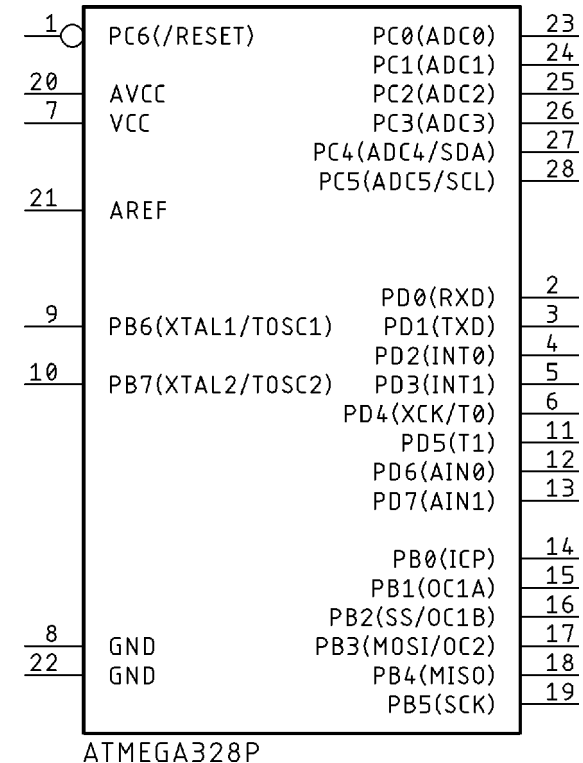 1 PC6(/RESET) PC0(ADC0) 23
PC1(ADC1) 24
20 AVCC PC2(ADC2) 25
7 VCC PC3(ADC3) 26
PC4(ADC4/SDA) 27
PC5(ADC5/SCL) 28
21 AREF
PD0(RXD) 2
9 PB6(XTAL1/TOSC1) PD1(TXD) 3
PD2(INT0) 4
10 PB7(XTAL2/TOSC2) PD3(INT1) 5
PD4(XCK/T0) 6
PD5(T1) 11
PD6(AIN0) 12
PD7(AIN1) 13
PB0(ICP) 14
PB1(OC1A) 15
PB2(SS/OC1B) 16
8 GND PB3(MOSI/OC2) 17
22 GND PB4(MISO) 18
PB5(SCK) 19
ATMEGA328P